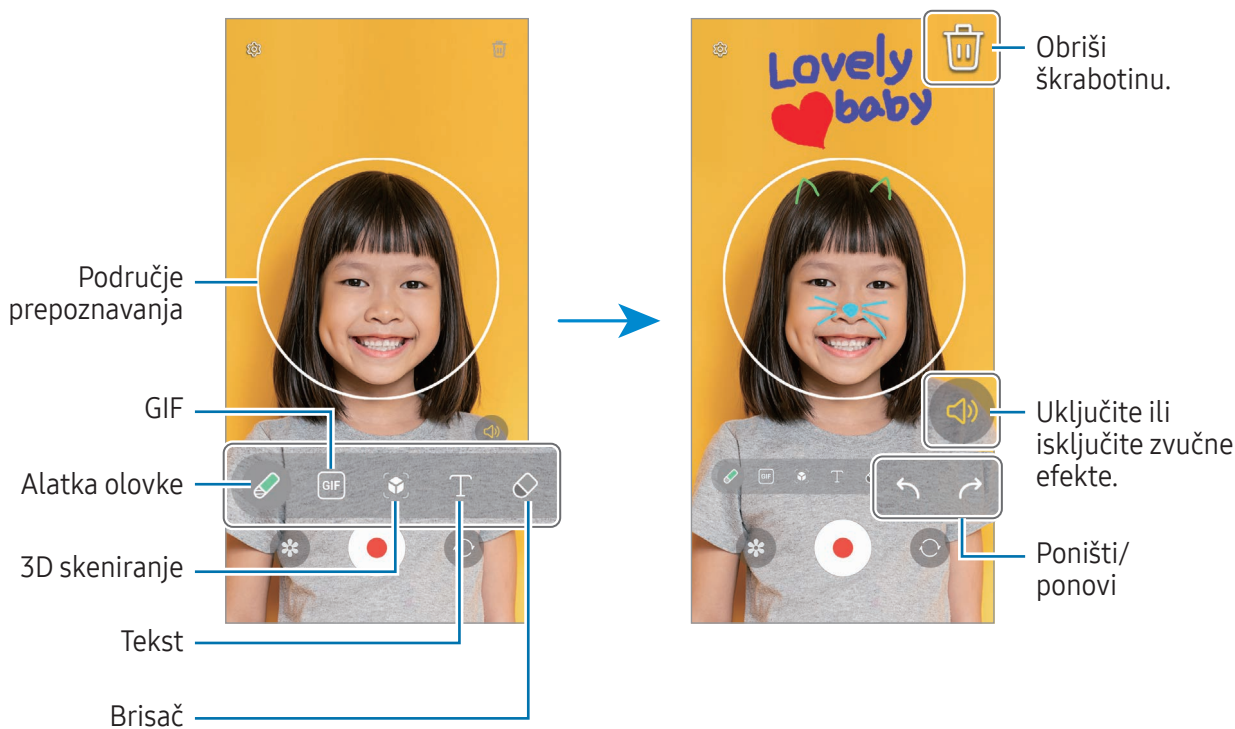 Lovely
baby
Obriši
škrabotinu.
Područje
prepoznavanja
GIF
Alatka olovke
GIF
T
3D skeniranje
Tekst
Brisač
GIF
T
Uključite ili
isključite zvučne
efekte.
Poništi/
ponovi